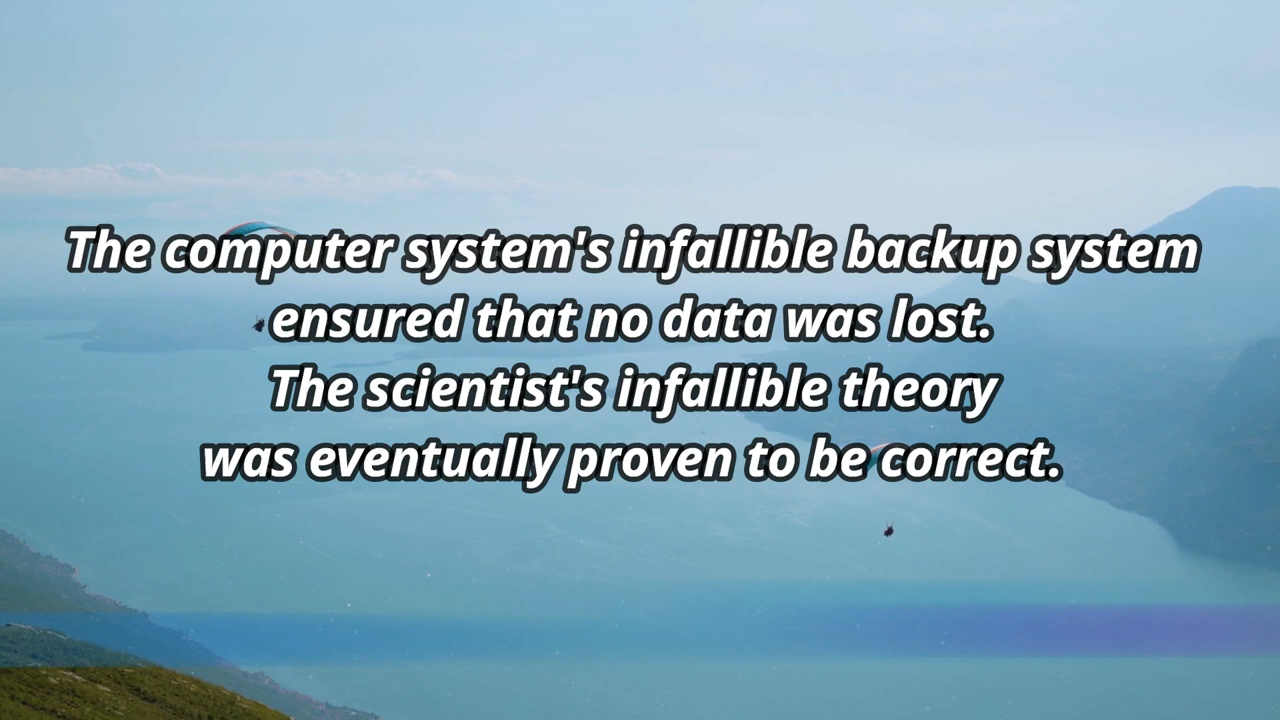 The computer system's infallible backup system
ensured that no data was lost.
The scientist's infallible theory
was eventually proven to be correct.